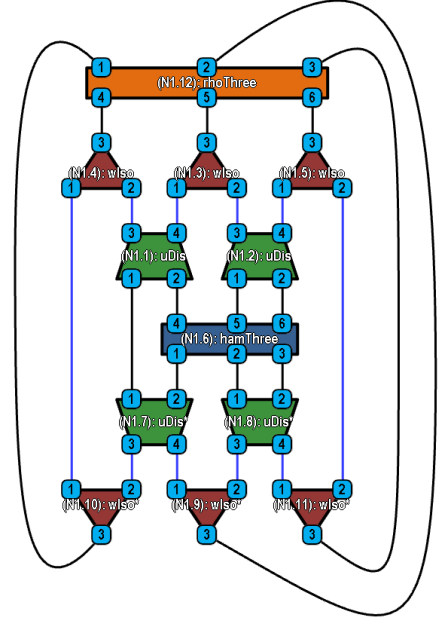 1 2 3
(N1.12): rhoThree
4 5 6
3 3 3
(N1.4): wIso (N1.3): wIso (N1.5): wIso
1 2 1 2 1 2
3 4 3 4
(N1.1): uDis (N1.2): uDis
1 2 1 2
4 5 6
(N1.6): hamThree
1 2 3
1 2 1 2
(N1.7): uDis* (N1.8): uDis*
3 4 3 4
1 2 1 2 1 2
(N1.10): wIso* (N1.9): wIso* (N1.11): wIso*
3 3 3